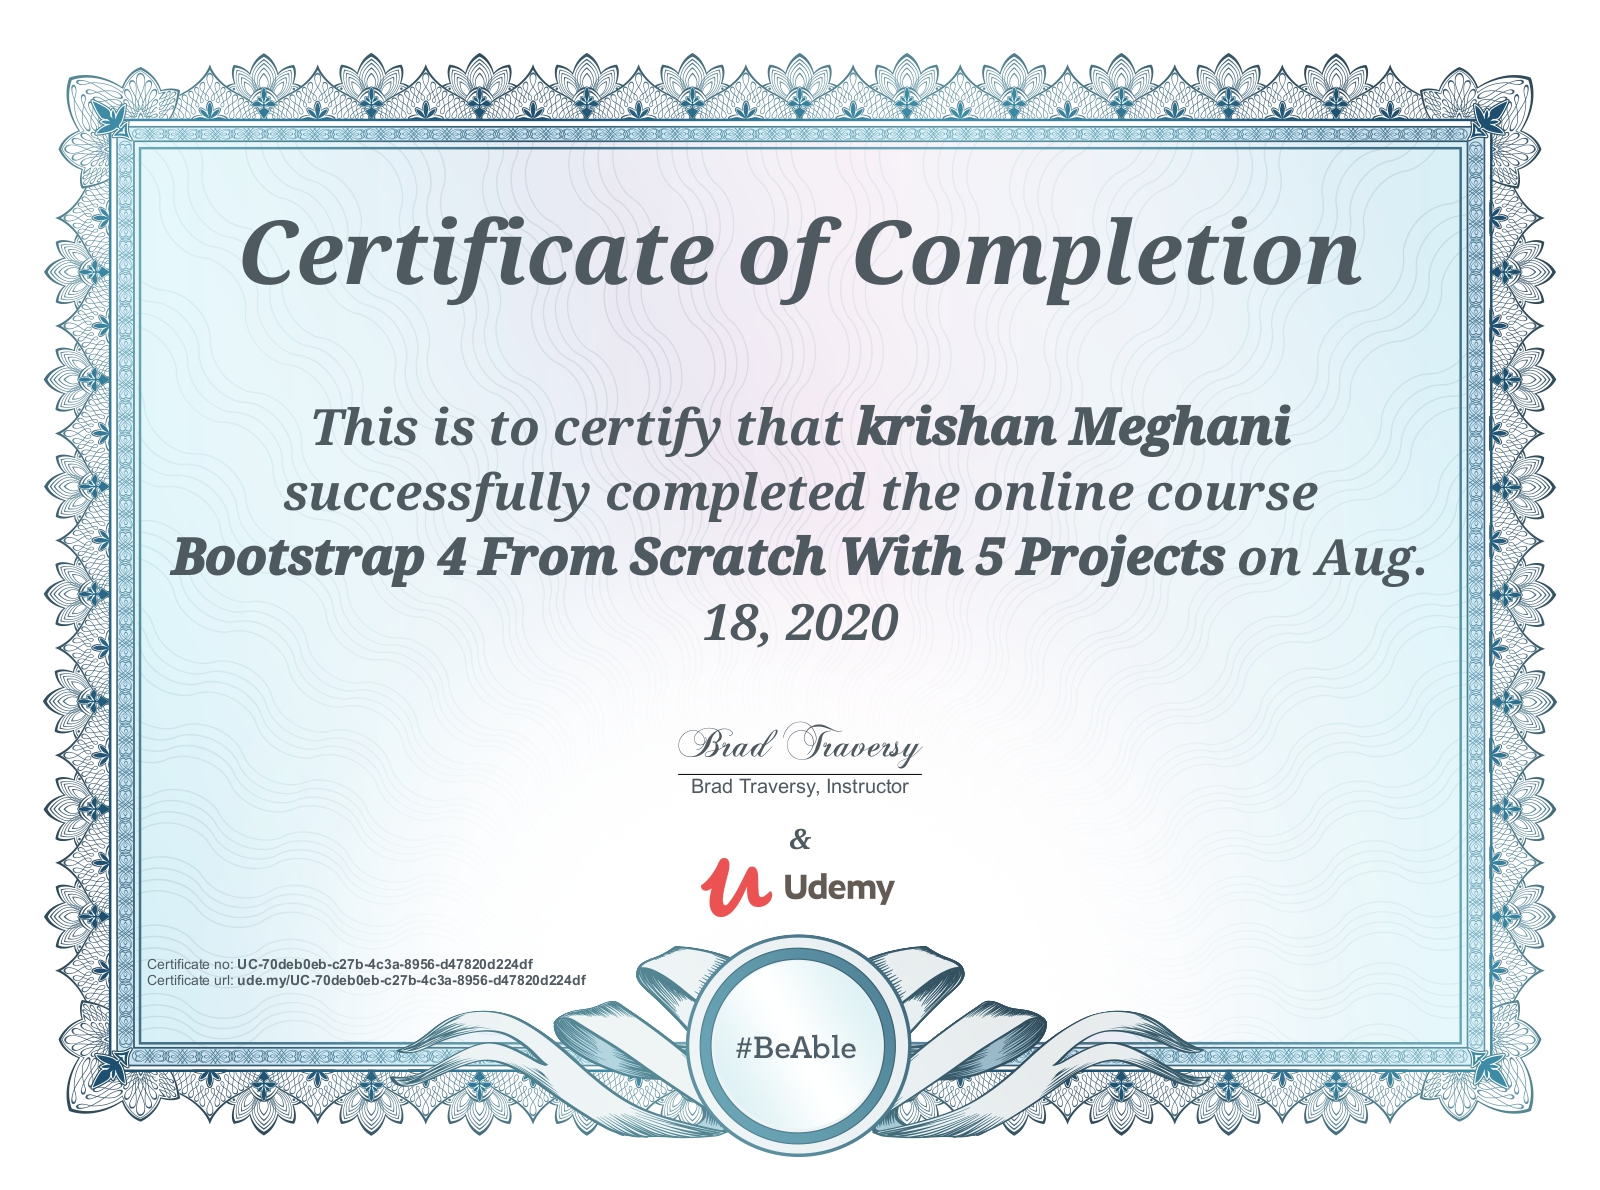 Certificate of Completion
This is to certify that krishan Meghani
successfully completed the online course
Bootstrap 4 From Scratch With 5 Projects on Aug.
18, 2020
Brad Traversy
Brad Traversy, Instructor
&
Udemy
Certificate no: UC-70deb0eb-c27b-4c3a-8956-d47820d224df
Certificate url: ude.my/UC-70deb0eb-c27b-4c3a-8956-d47820d224df
#BeAble